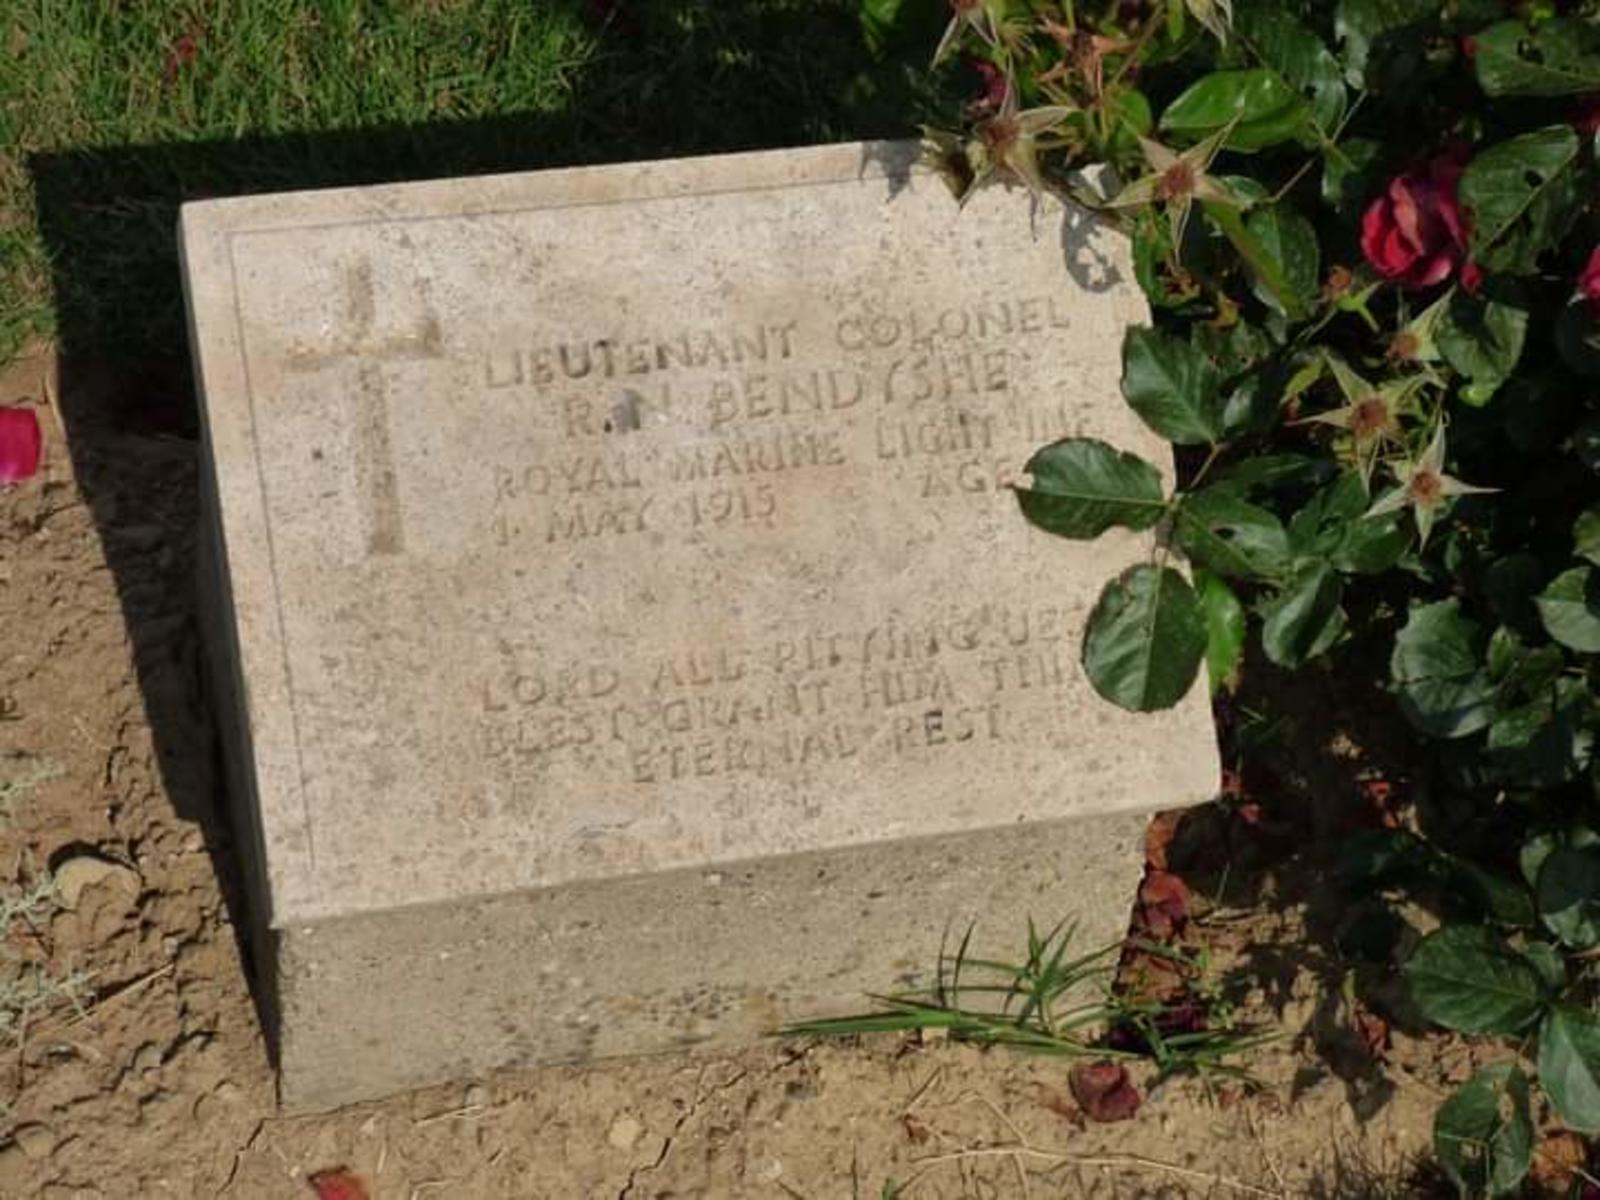 LIEUTENANT COLONEL
R. N. BENDYSHE
ROYAL MARINE LIGHT INF
1. MAY 1915 AGE
LORD ALL PITYING
BLEST GRANT HIM
ETERNAL REST